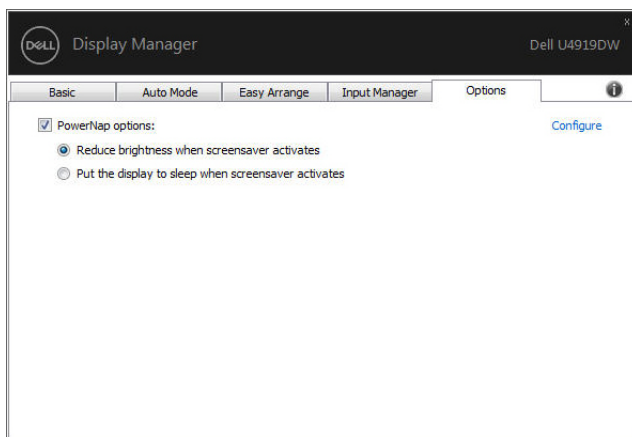 x
DELL Display Manager Dell U4919DW
Basic Auto Mode Easy Arrange Input Manager Options i
PowerNap options: Configure
Reduce brightness when screensaver activates
Put the display to sleep when screensaver activates